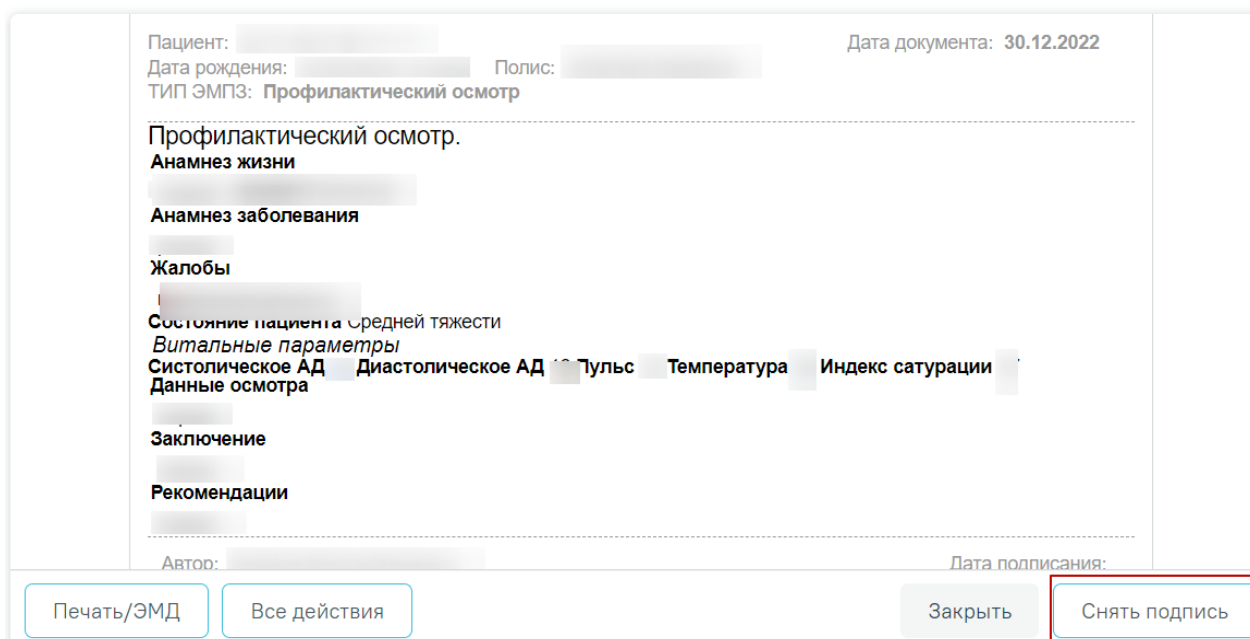 Пациент: Дата документа: 30.12.2022
Дата рождения: Полис:
ТИП ЭМПЗ: Профилактический осмотр
Профилактический осмотр.
Анамнез жизни
Анамнез заболевания
Жалобы
Состояние пациента Средней тяжести
Витальные параметры
Систолическое АД Диастолическое АД Пульс Температура Индекс сатурации
Данные осмотра
Заключение
Рекомендации
Автор: Дата подписания:
Печать/ЭМД Все действия Закрыть Снять подпись